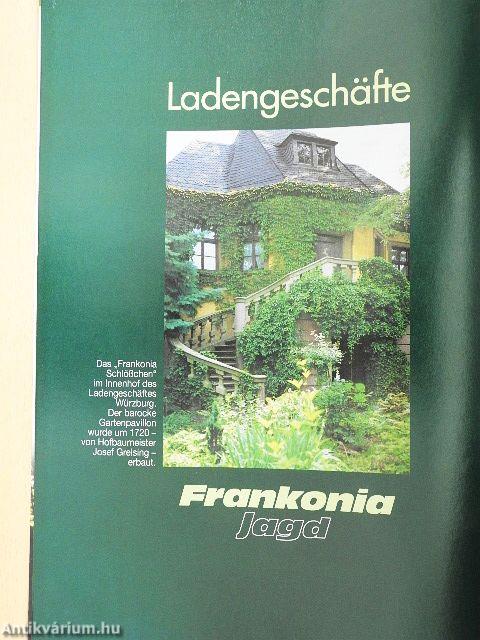 Ladengeschäfte
Das „Frankonia
Schlößchen"
im Innenhof des
Ladengeschäftes
Würzburg.
Der barocke
Gartenpavillon
wurde um 1720 –
von Hofbaumeister
Josef Greising –
erbaut.
Frankonia
Jagd
Antikvárium.hu